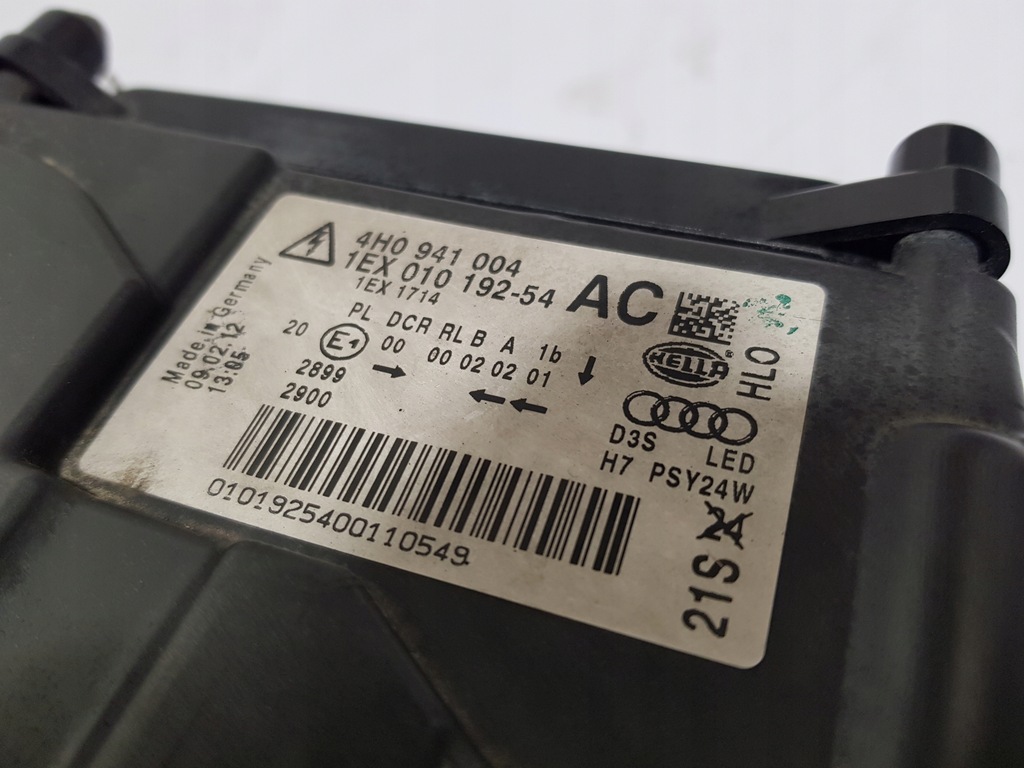 4H0 941 004 AC
1EX 010 192-54
1EX 1714
Made in Germany
09.02.12
13:05
PL DCR RL B A 1b
20 E1 00 00 02 02 01
2899
2900
HELLA
HLO
D3S LED
H7 PSY24W
0101925400110549
21S 24